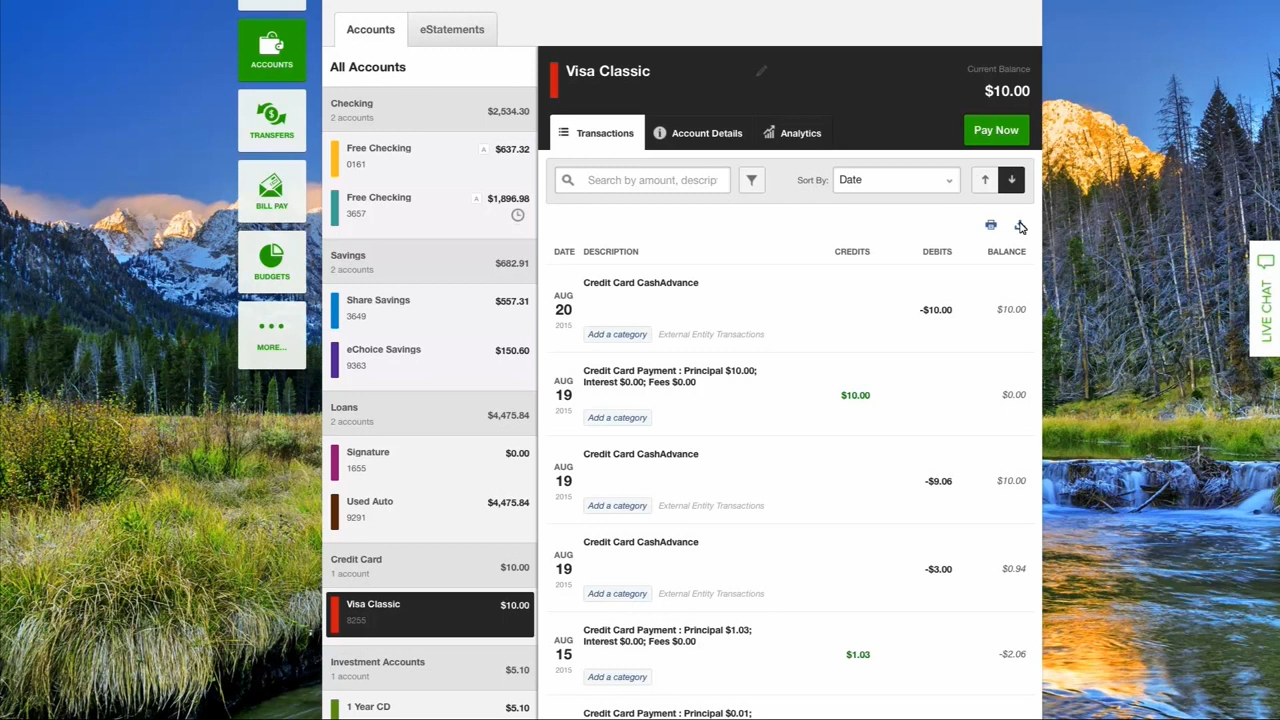 Accounts
eStatements
ACCOUNTS
TRANSFERS
BILL PAY
BUDGETS
MORE...
All Accounts
Checking
2 accounts
$2,534.30
Free Checking
A
$637.32
0161
Free Checking
A
$1,896.98
3657
Savings
2 accounts
$682.91
Share Savings
$557.31
3649
eChoice Savings
$150.60
9363
Loans
2 accounts
$4,475.84
Signature
$0.00
1655
Used Auto
$4,475.84
9291
Credit Card
1 account
$10.00
Visa Classic
$10.00
8255
Investment Accounts
1 account
$5.10
1 Year CD
$5.10
Visa Classic
Current Balance
$10.00
Transactions
Account Details
Analytics
Pay Now
Search by amount, descrip
Sort By:
Date
DATE DESCRIPTION CREDITS DEBITS BALANCE
Credit Card CashAdvance
AUG
20
2015
-$10.00
$10.00
Add a category External Entity Transactions
Credit Card Payment : Principal $10.00;
Interest $0.00; Fees $0.00
AUG
19
2015
$10.00
$0.00
Add a category
Credit Card CashAdvance
AUG
19
2015
-$9.06
$10.00
Add a category External Entity Transactions
Credit Card CashAdvance
AUG
19
2015
-$3.00
$0.94
Add a category External Entity Transactions
Credit Card Payment : Principal $1.03;
Interest $0.00; Fees $0.00
AUG
15
2015
$1.03
-$2.06
Add a category
Credit Card Payment : Principal $0.01;
LIVE CHAT